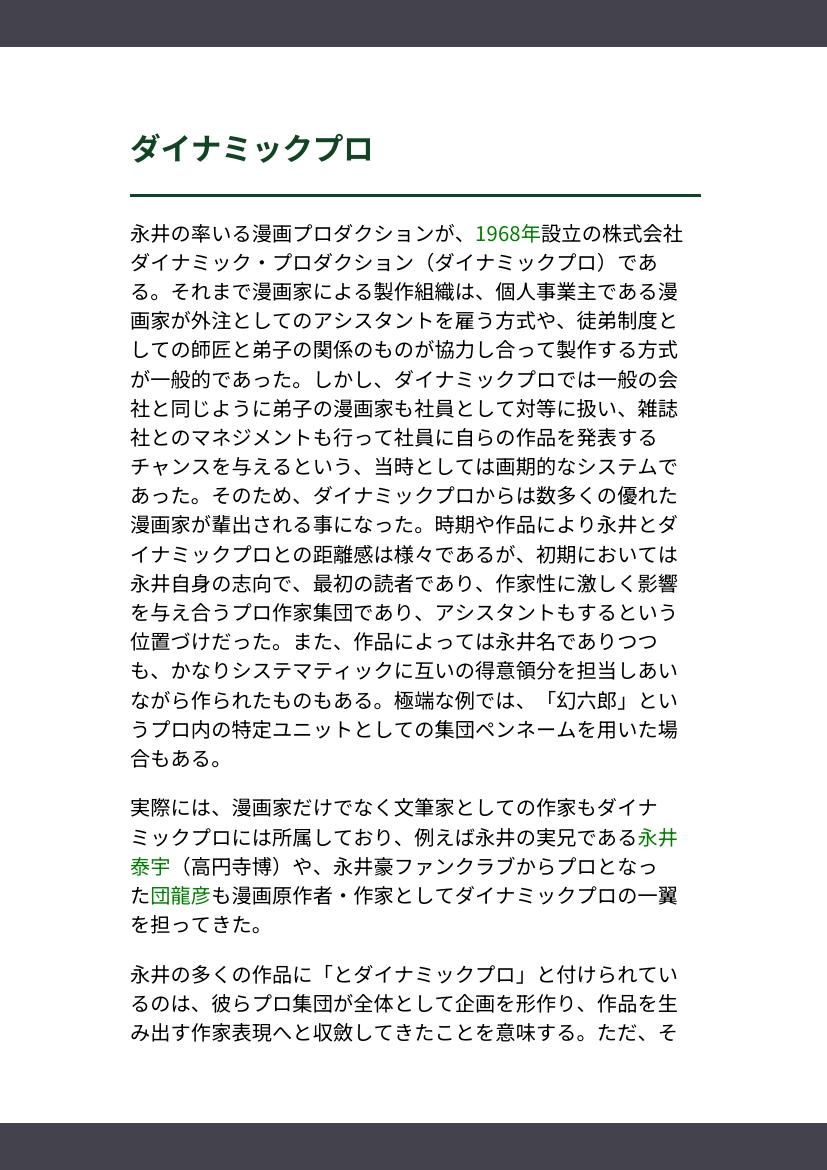 ダイナミックプロ
永井の率いる漫画プロダクションが、1968年設立の株式会社
ダイナミック・プロダクション（ダイナミックプロ）であ
る。それまで漫画家による製作組織は、個人事業主である漫
画家が外注としてのアシスタントを雇う方式や、徒弟制度と
しての師匠と弟子の関係のものが協力し合って製作する方式
が一般的であった。しかし、ダイナミックプロでは一般の会
社と同じように弟子の漫画家も社員として対等に扱い、雑誌
社とのマネジメントも行って社員に自らの作品を発表する
チャンスを与えるという、当時としては画期的なシステムで
あった。そのため、ダイナミックプロからは数多くの優れた
漫画家が輩出される事になった。時期や作品により永井とダ
イナミックプロとの距離感は様々であるが、初期においては
永井自身の志向で、最初の読者であり、作家性に激しく影響
を与え合うプロ作家集団であり、アシスタントもするという
位置づけだった。また、作品によっては永井名でありつつ
も、かなりシステマティックに互いの得意領分を担当しあい
ながら作られたものもある。極端な例では、「幻六郎」とい
うプロ内の特定ユニットとしての集団ペンネームを用いた場
合もある。
実際には、漫画家だけでなく文筆家としての作家もダイナ
ミックプロには所属しており、例えば永井の実兄である永井
泰宇（高円寺博）や、永井豪ファンクラブからプロとなっ
た団龍彦も漫画原作者・作家としてダイナミックプロの一翼
を担ってきた。
永井の多くの作品に「とダイナミックプロ」と付けられてい
るのは、彼らプロ集団が全体として企画を形作り、作品を生
み出す作家表現へと収斂してきたことを意味する。ただ、そ